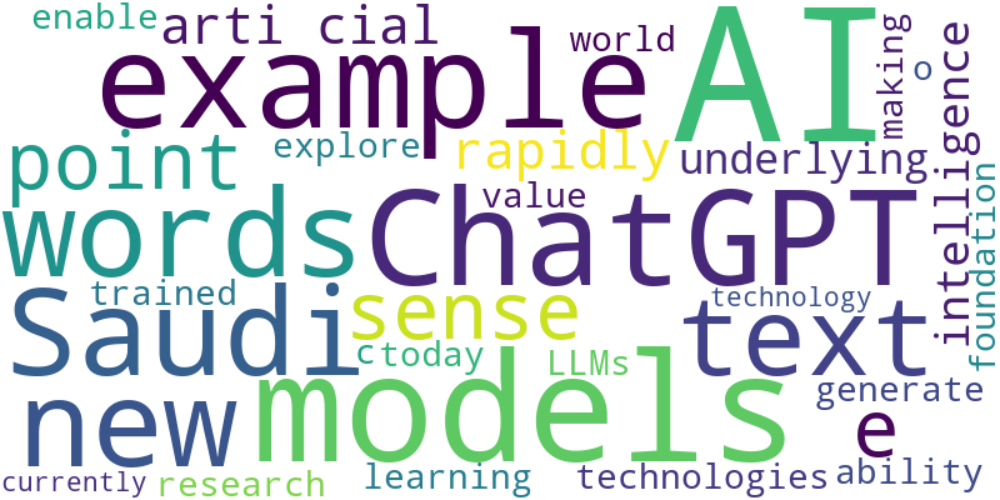 enable
arti cial
world
AI
making
o
example
intelligence
point
explore
rapidly
underlying
words
value
ChatGPT
foundation
Saudi
trained
sense
technology
text
c
today
LLMs
new
models
generate
e
currently
research
learning
technologies
ability